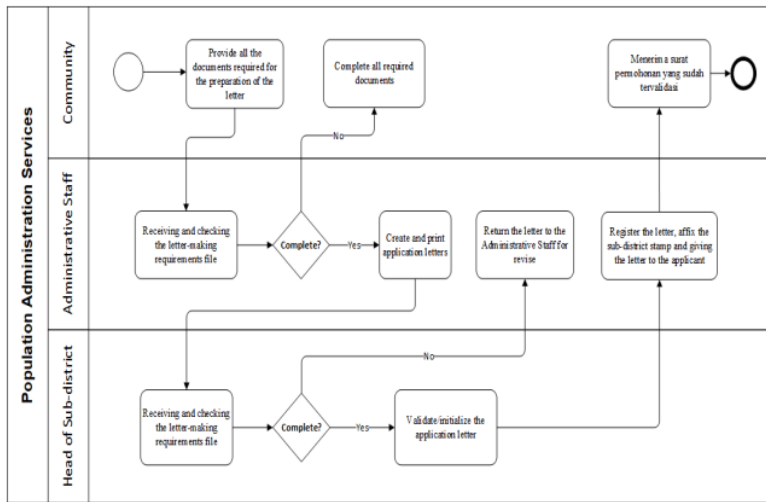 Population Administration Services
Community
Provide all the
documents required for
the preparation of the
letter
Complete all required
documents
Menerim a surat
permohonan yang sudah
tervalidasi
No
Administrative Staff
Receiving and checking
the letter-making
requirements file
Complete?
Yes
Create and print
application letters
Return the letter to the
Administrative Staff for
revise
Register the letter, affix
the sub-district stamp and giving
the letter to the applicant
Head of Sub-district
No
Receiving and checking
the letter-making
requirements file
Complete?
Yes
Validate/initialize the
application letter